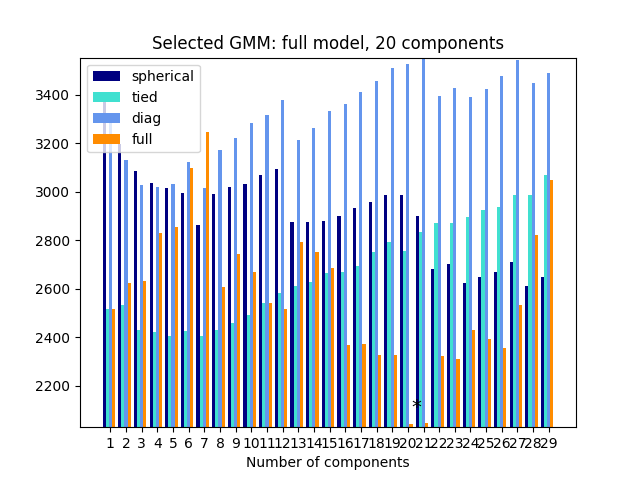 Selected GMM: full model, 20 components
spherical
tied
diag
full
3400
3200
3000
2800
2600
2400
2200
*
1 2 3 4 5 6 7 8 9 10 11 12 13 14 15 16 17 18 19 20 21 22 23 24 25 26 27 28 29
Number of components